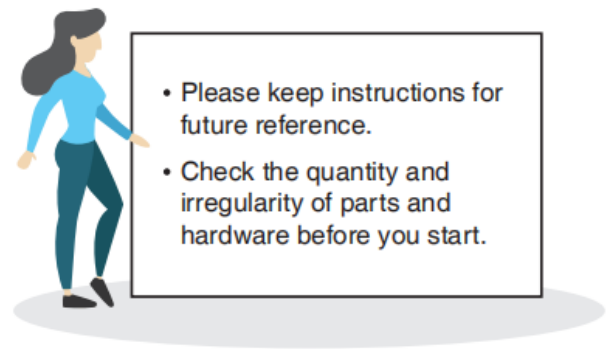 • Please keep instructions for
future reference.
• Check the quantity and
irregularity of parts and
hardware before you start.